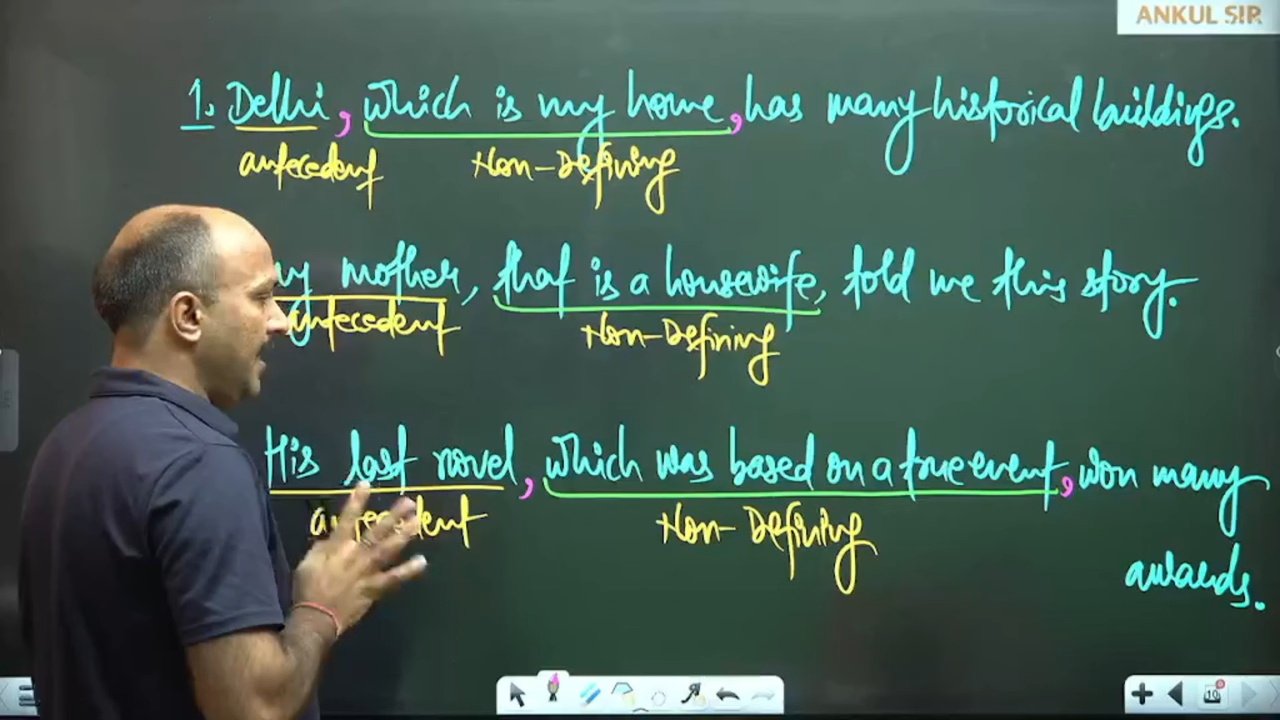 ANKUL SIR
1. Delhi, which is my home, has many historical buildings.
antecedent Non-Defining
my mother, that is a housewife, told me this story.
antecedent Non-Defining
His last novel, which was based on a true event, won many
antecedent Non-Defining
awards.